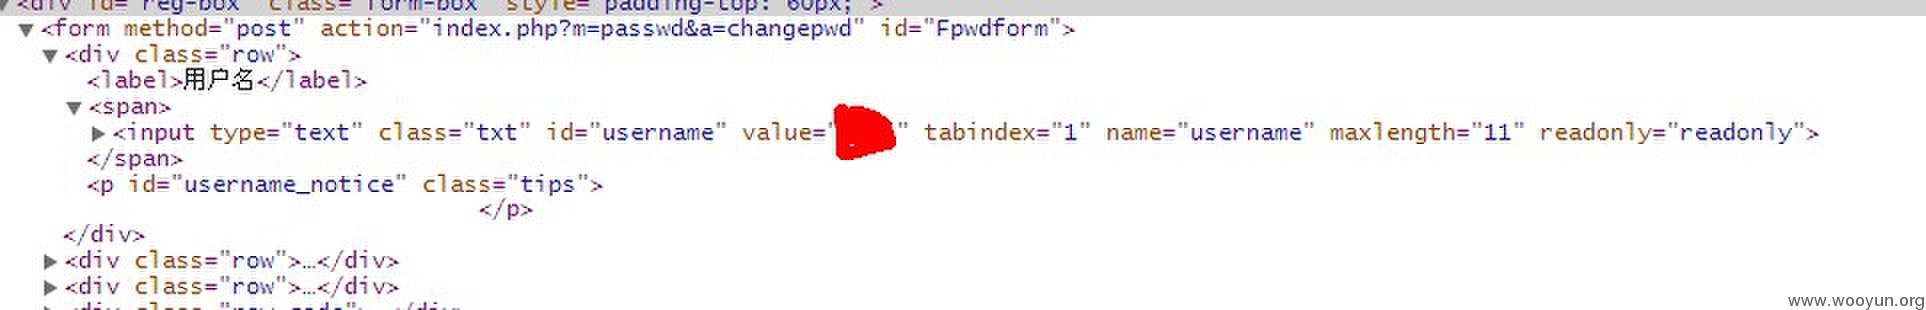 <div id="reg-box" class="form-box" style="padding-top: 60px;">
▼<form method="post" action="index.php?m=passwd&a=changepwd" id="Fpwdform">
▼<div class="row">
<label>用户名</label>
▼<span>
▶<input type="text" class="txt" id="username" value="" tabindex="1" name="username" maxlength="11" readonly="readonly">
</span>
<p id="username_notice" class="tips">
</p>
</div>
▶<div class="row">…</div>
▶<div class="row">…</div>
www.wooyun.org